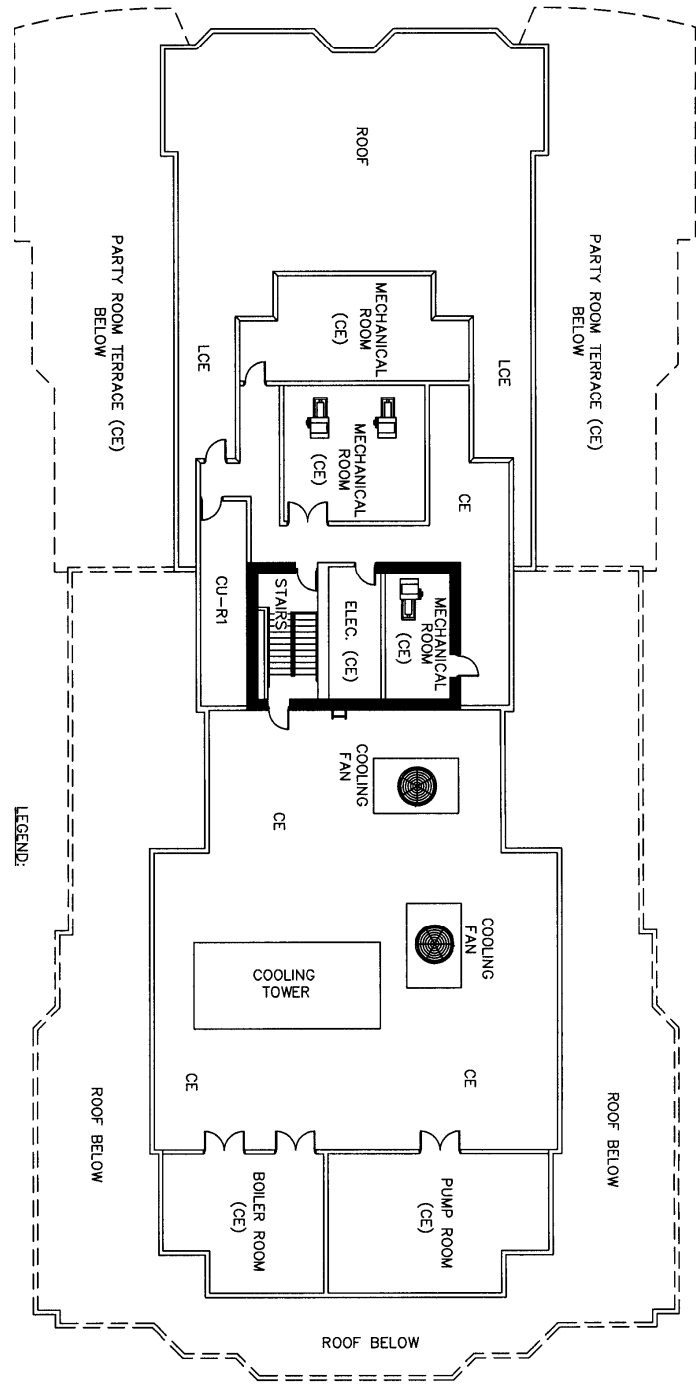 ROOF
PARTY ROOM TERRACE (CE)
BELOW
PARTY ROOM TERRACE (CE)
BELOW
LCE
LCE
MECHANICAL
ROOM
(CE)
MECHANICAL
ROOM
(CE)
CE
CU-R1
STAIRS
ELEC. (CE)
MECHANICAL
ROOM
(CE)
COOLING
FAN
CE
COOLING
FAN
COOLING
TOWER
LEGEND:
CE
CE
ROOF BELOW
ROOF BELOW
BOILER ROOM
(CE)
PUMP ROOM
(CE)
ROOF BELOW